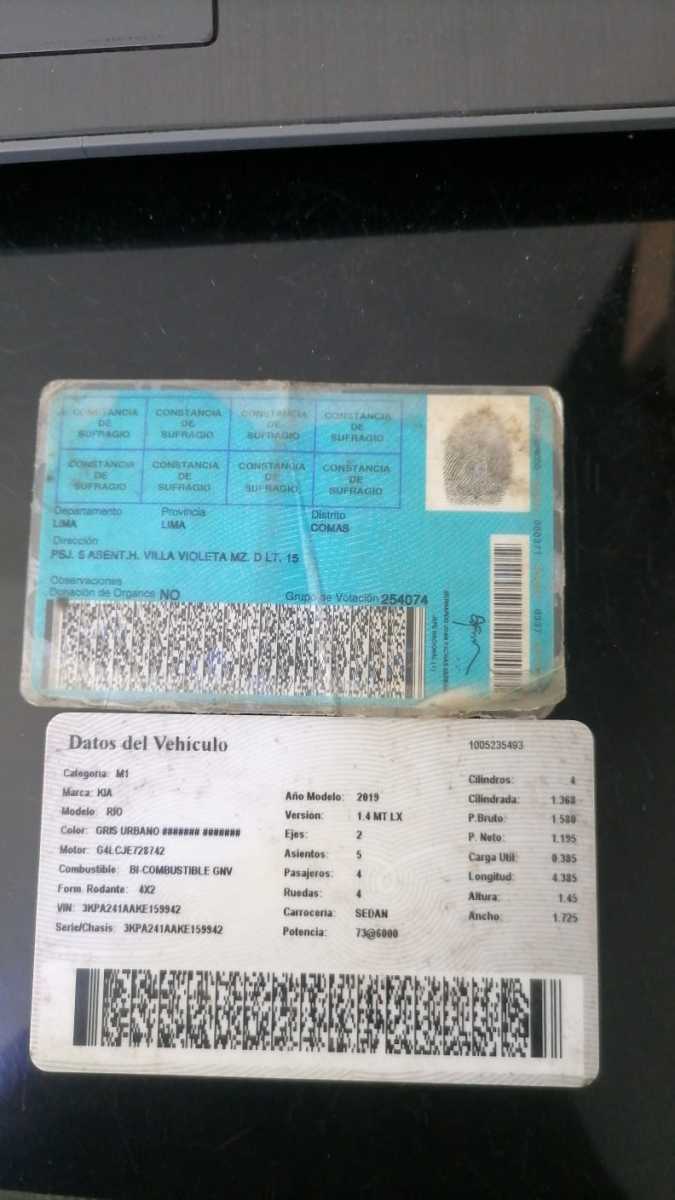 CONSTANCIA DE SUFRAGIO
CONSTANCIA DE SUFRAGIO
CONSTANCIA DE SUFRAGIO
CONSTANCIA DE SUFRAGIO
CONSTANCIA DE SUFRAGIO
CONSTANCIA DE SUFRAGIO
CONSTANCIA DE SUFRAGIO
CONSTANCIA DE SUFRAGIO
Departamento Provincia Distrito
LIMA LIMA COMAS
Dirección
PSJ. 5 ASENT.H. VILLA VIOLETA MZ. D LT. 15
Observaciones
Donación de Organos NO Grupo de Votación 254074
JEFE NACIONAL
Datos del Vehículo 1005235493
Categoria: M1
Marca: KIA
Modelo: RIO
Color: GRIS URBANO ####### #######
Motor: G4LCJE728742
Combustible: BI-COMBUSTIBLE GNV
Form. Rodante: 4X2
VIN: 3KPA241AAKE159942
Serie/Chasis: 3KPA241AAKE159942
Año Modelo: 2019
Version: 1.4 MT LX
Ejes: 2
Asientos: 5
Pasajeros: 4
Ruedas: 4
Carroceria: SEDAN
Potencia: 73@6000
Cilindros: 4
Cilindrada: 1.368
P.Bruto: 1.580
P. Neto: 1.195
Carga Util: 0.385
Longitud: 4.385
Altura: 1.45
Ancho: 1.725